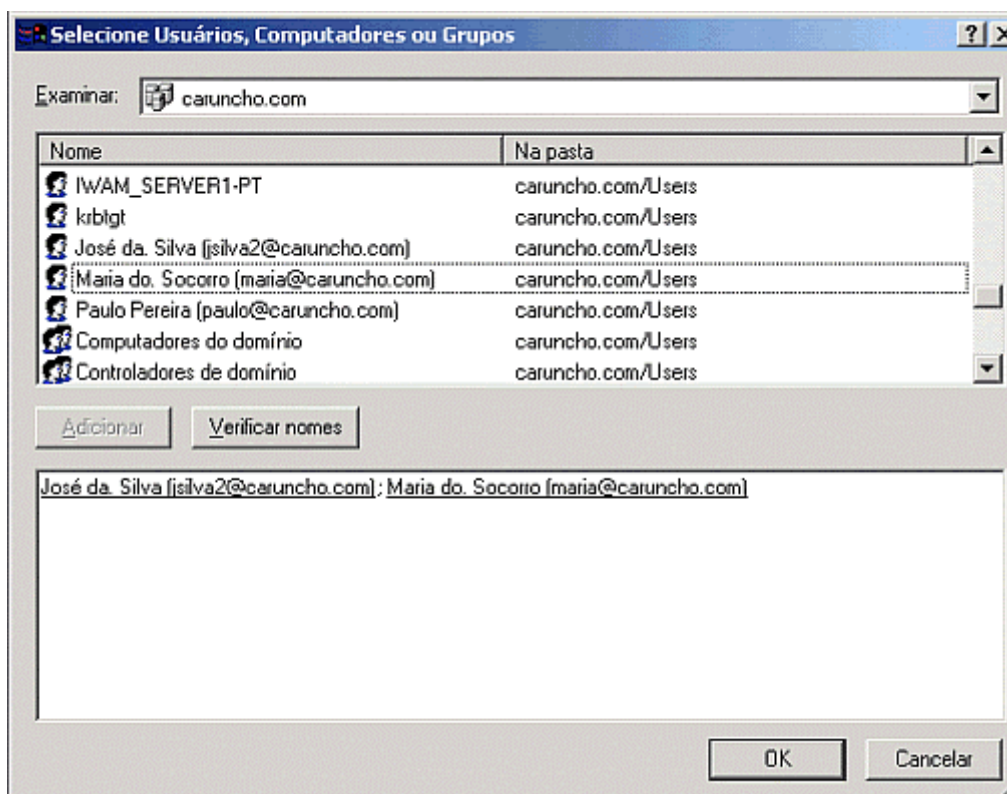 Selecione Usuários, Computadores ou Grupos
Examinar: caruncho.com
Nome Na pasta
IWAM_SERVER1-PT caruncho.com/Users
krbtgt caruncho.com/Users
José da. Silva (jsilva2@caruncho.com) caruncho.com/Users
Maria do. Socorro (maria@caruncho.com) caruncho.com/Users
Paulo Pereira (paulo@caruncho.com) caruncho.com/Users
Computadores do domínio caruncho.com/Users
Controladores de domínio caruncho.com/Users
Adicionar Verificar nomes
José da. Silva (jsilva2@caruncho.com); Maria do. Socorro (maria@caruncho.com)
OK Cancelar